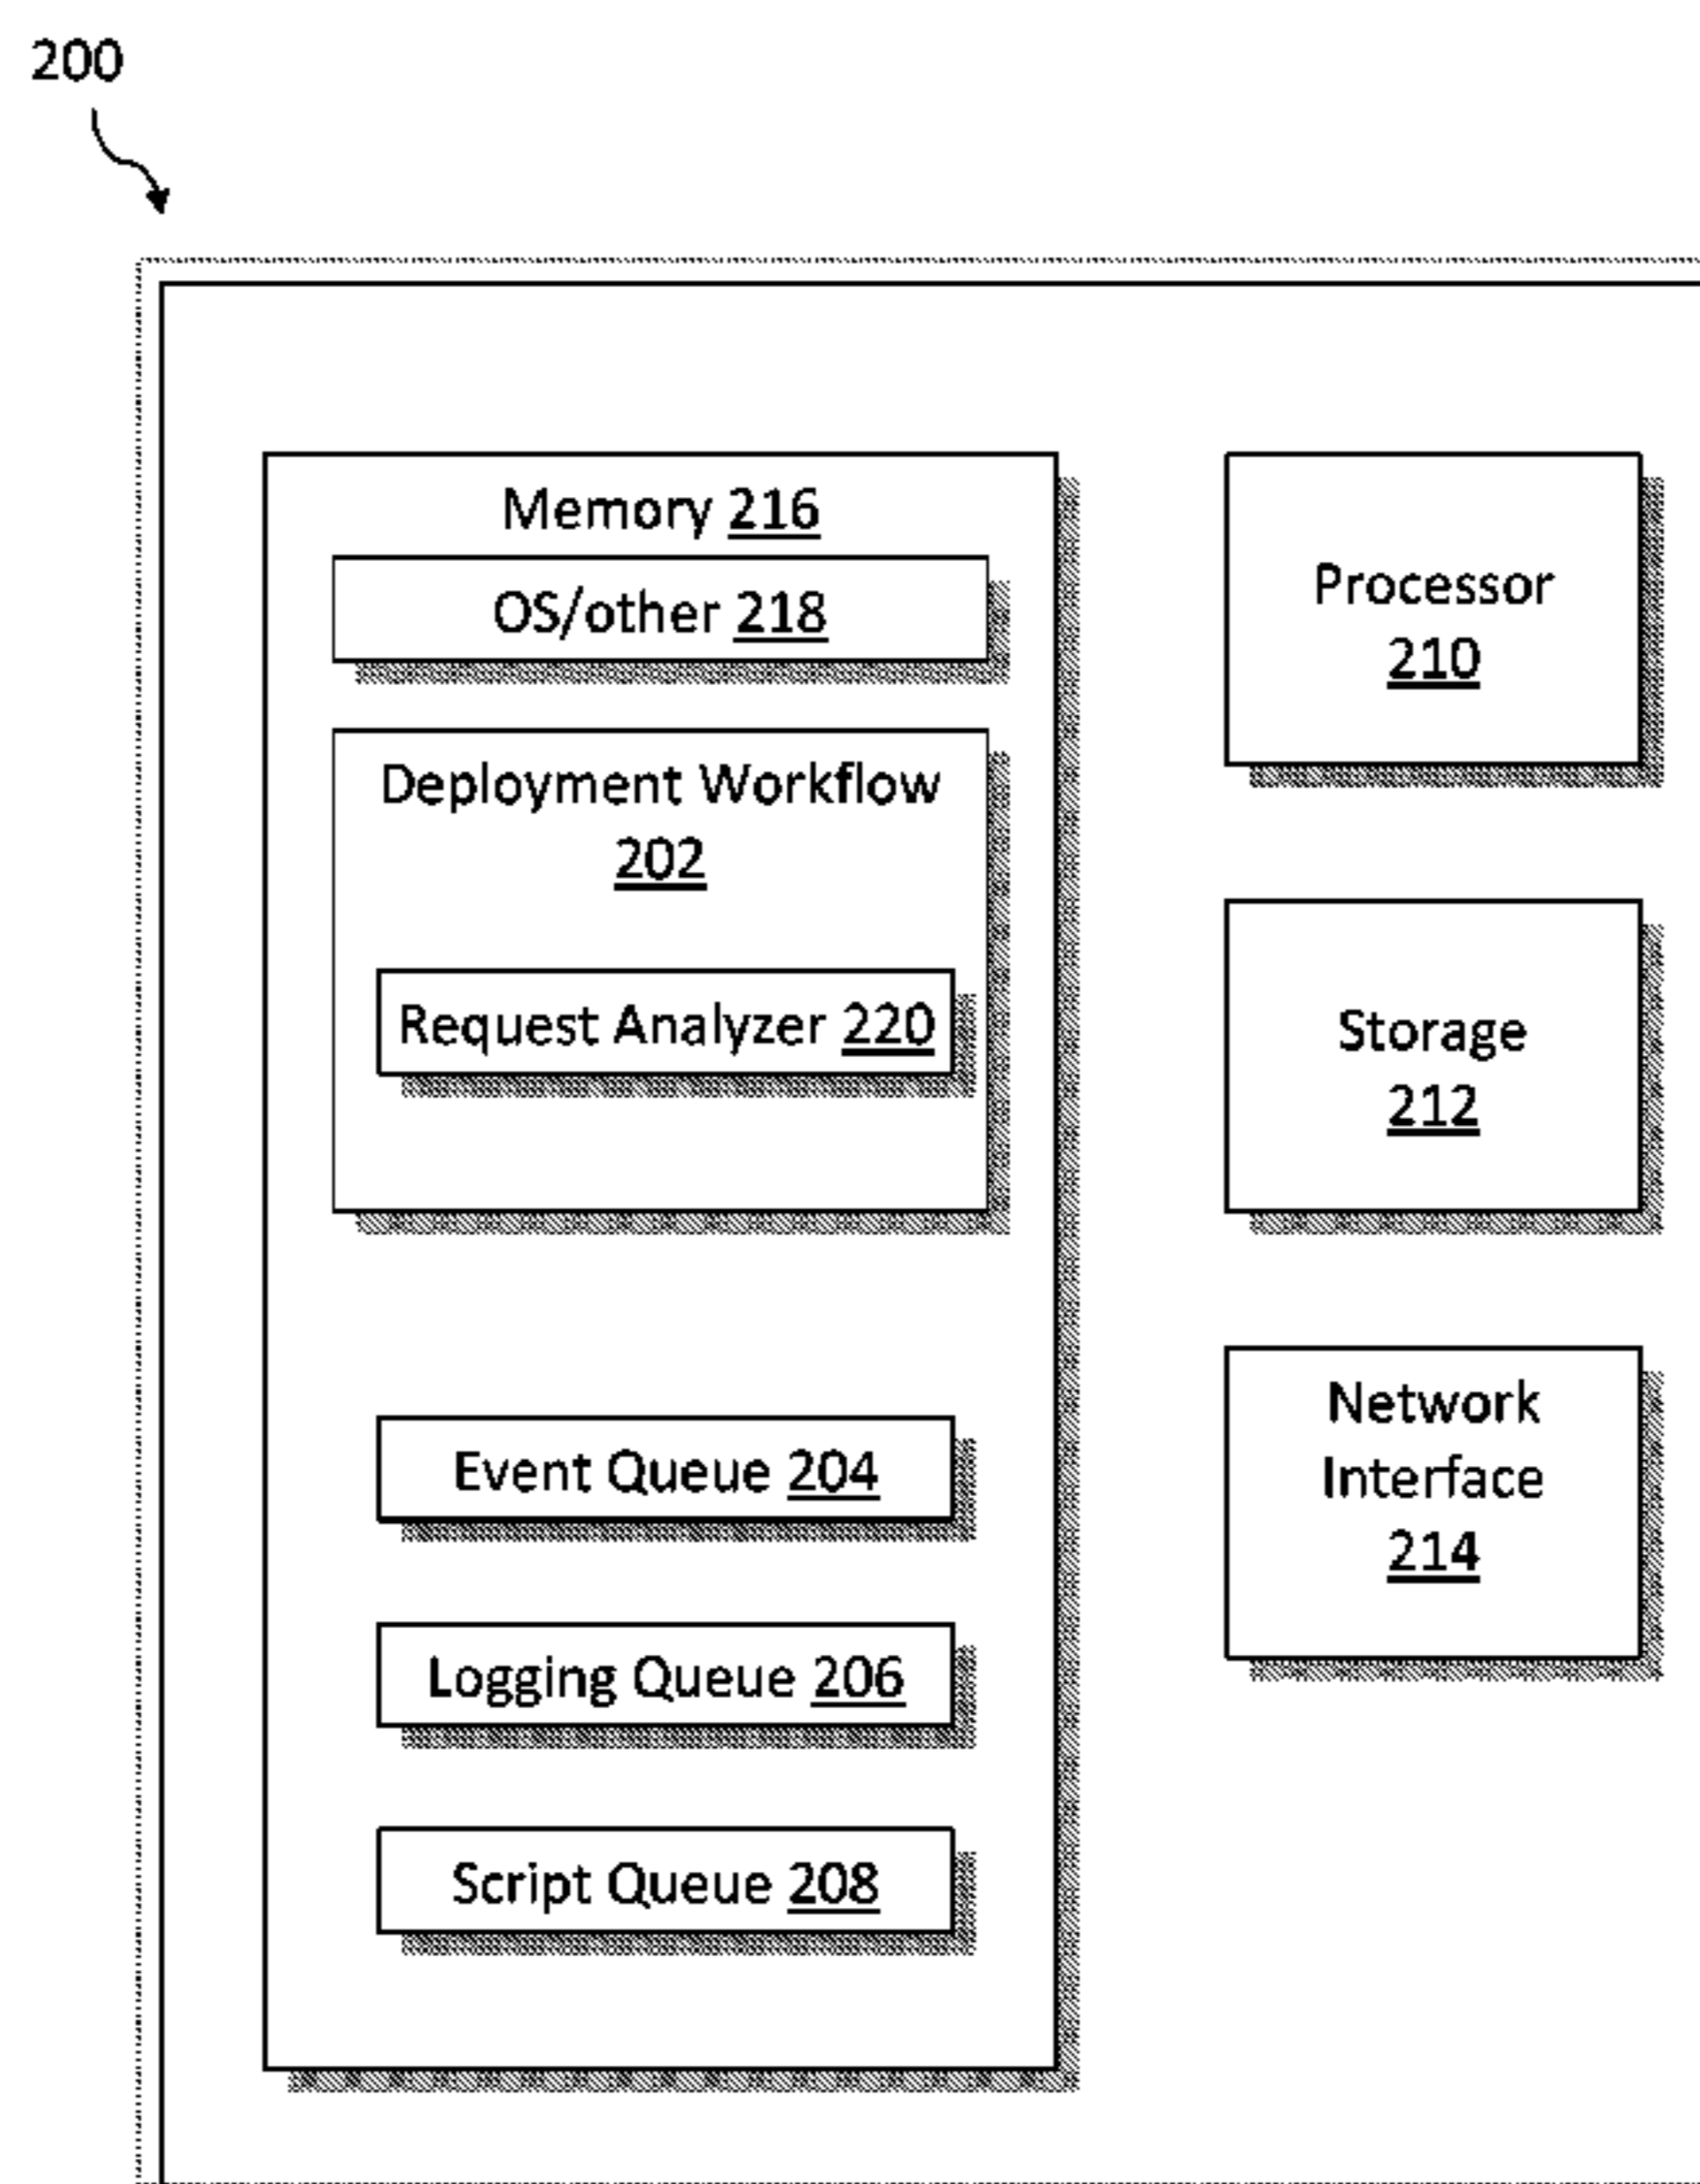 200
Memory 216
OS/other 218
Deployment Workflow
202
Request Analyzer 220
Event Queue 204
Logging Queue 206
Script Queue 208
Processor
210
Storage
212
Network
Interface
214